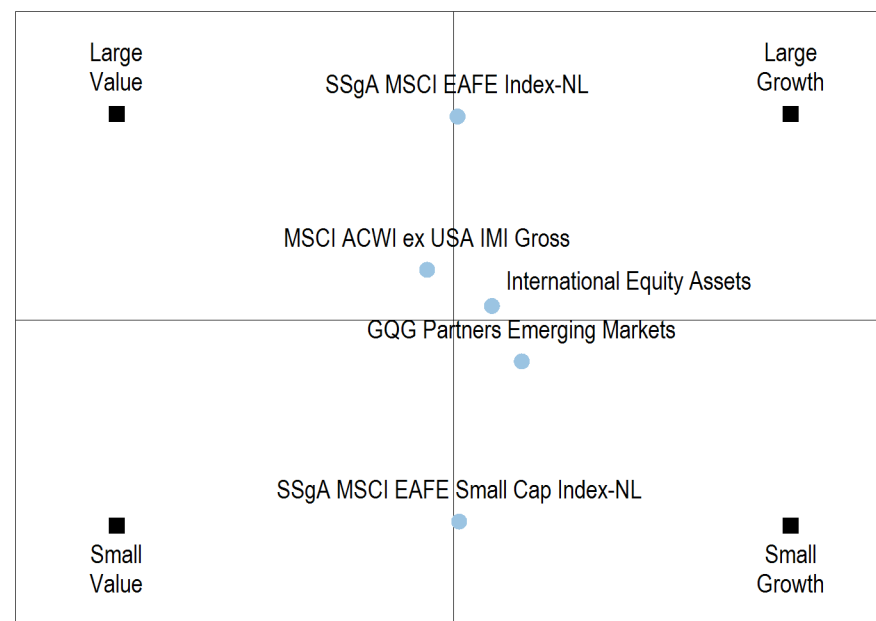 Large
Value
Large
Growth
SSgA MSCI EAFE Index-NL
MSCI ACWI ex USA IMI Gross
International Equity Assets
GQG Partners Emerging Markets
SSgA MSCI EAFE Small Cap Index-NL
Small
Value
Small
Growth